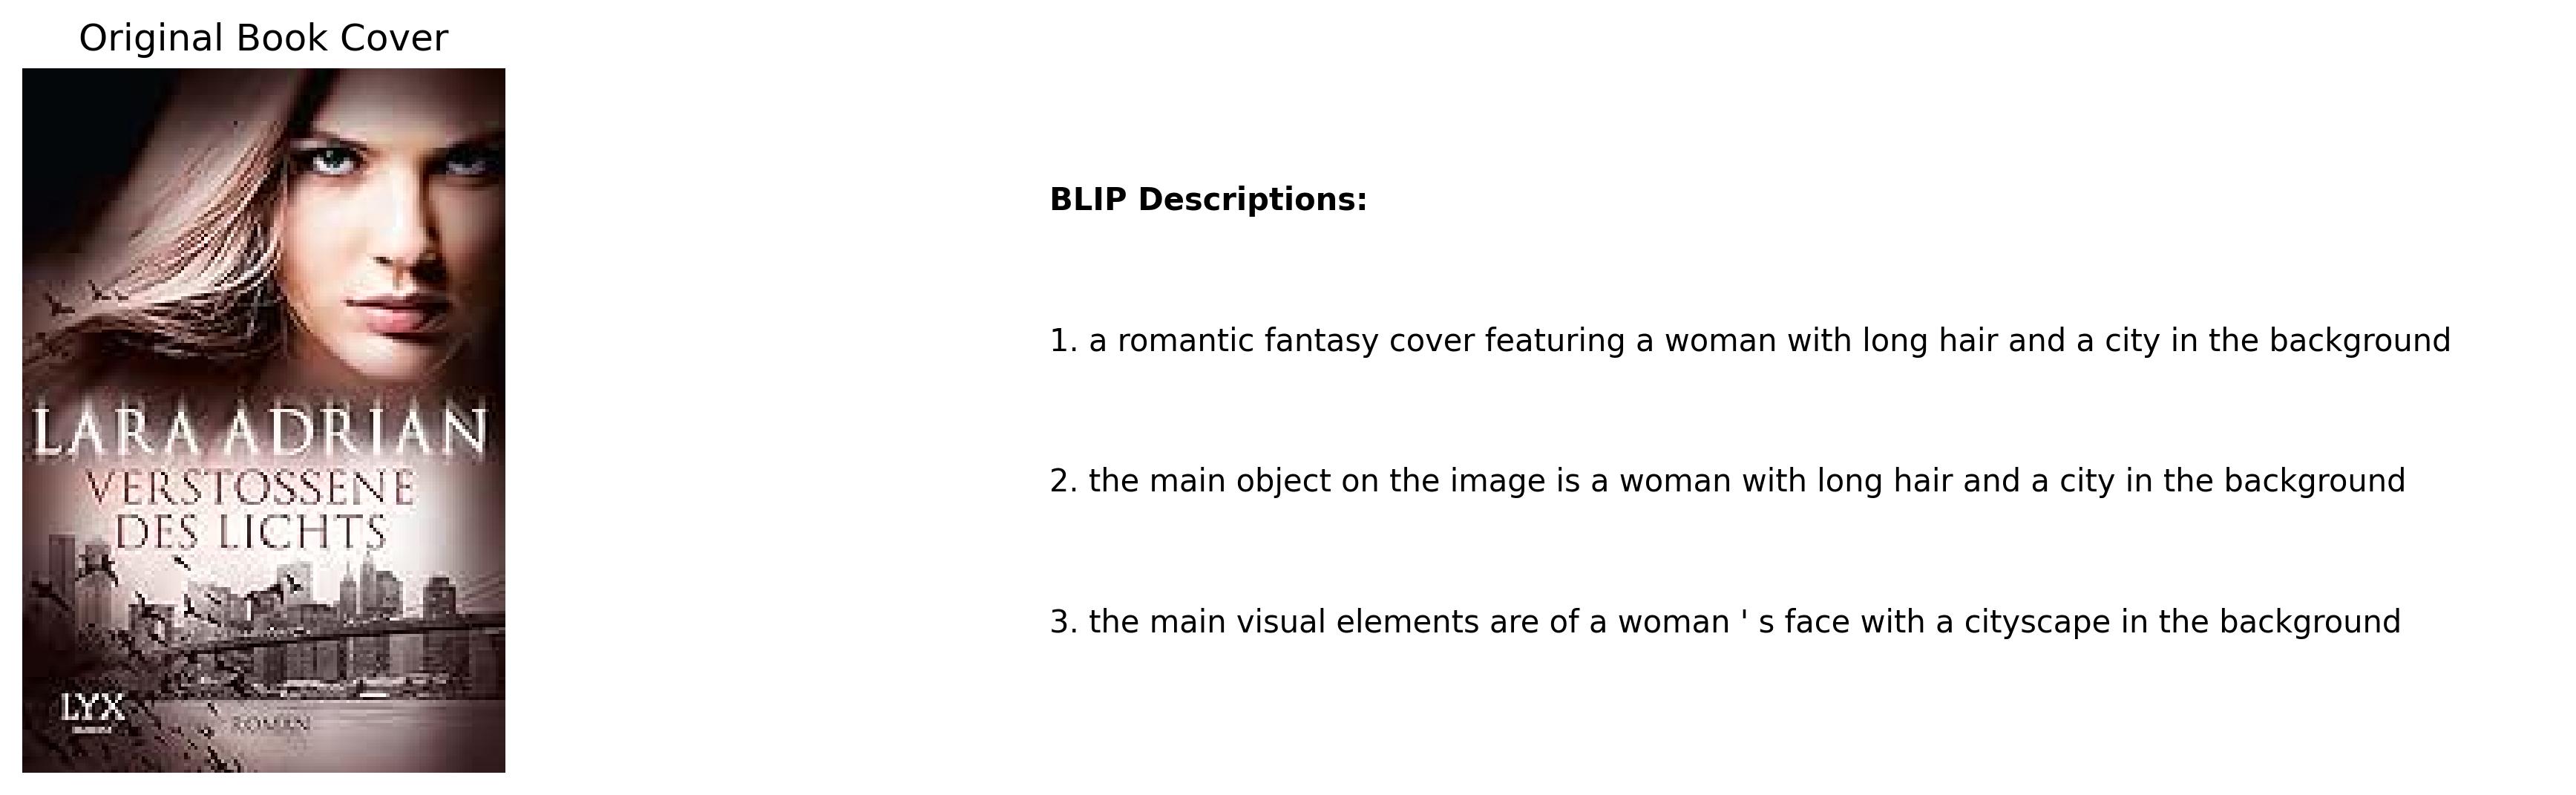 Original Book Cover
LARA ADRIAN
VERSTOSSENE
DES LICHTS
LYX
ROMAN
BLIP Descriptions:
1. a romantic fantasy cover featuring a woman with long hair and a city in the background
2. the main object on the image is a woman with long hair and a city in the background
3. the main visual elements are of a woman ' s face with a cityscape in the background